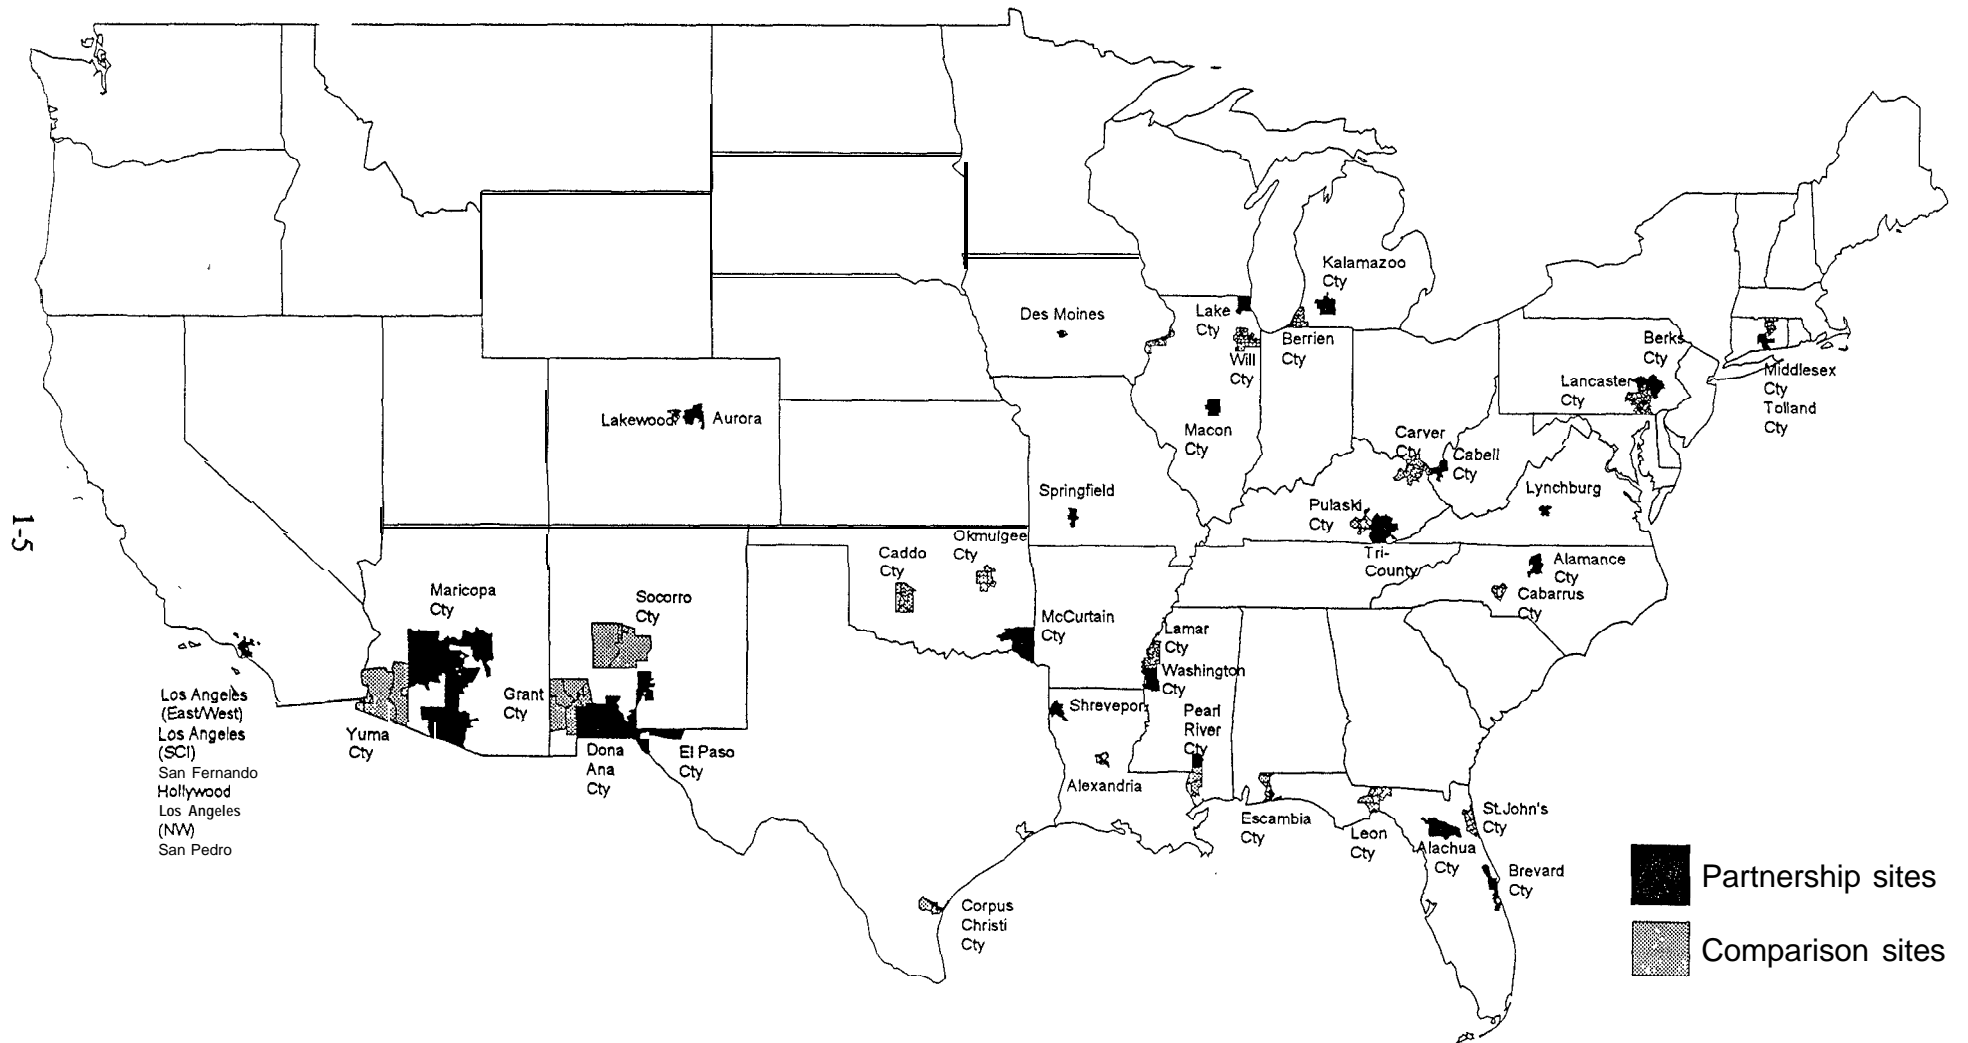 1-5
Kalamazoo
Cty
Des Moines
Lake
Cty
Will
Cty
Berrien
Cty
Macon
Cty
Berks
Cty
Lancaster
Cty
Middlesex
Cty
Tolland
Cty
Lakewood
Aurora
Carver
Cty
Cabell
Cty
Lynchburg
Springfield
Pulaski
Cty
Tri-
County
Alamance
Cty
Cabarrus
Cty
Okmulgee
Cty
Caddo
Cty
McCurtain
Cty
Maricopa
Cty
Socorro
Cty
Grant
Cty
Yuma
Cty
Dona
Ana
Cty
El Paso
Cty
Los Angeles
(East/West)
Los Angeles
(SCI)
San Fernando
Hollywood
Los Angeles
(NW)
San Pedro
Lamar
Cty
Washington
Cty
Shrevepor
Pearl
River
Cty
Alexandria
Escambia
Cty
Leon
Cty
Alachua
Cty
St.John's
Cty
Brevard
Cty
Corpus
Christi
Cty
Partnership sites
Comparison sites